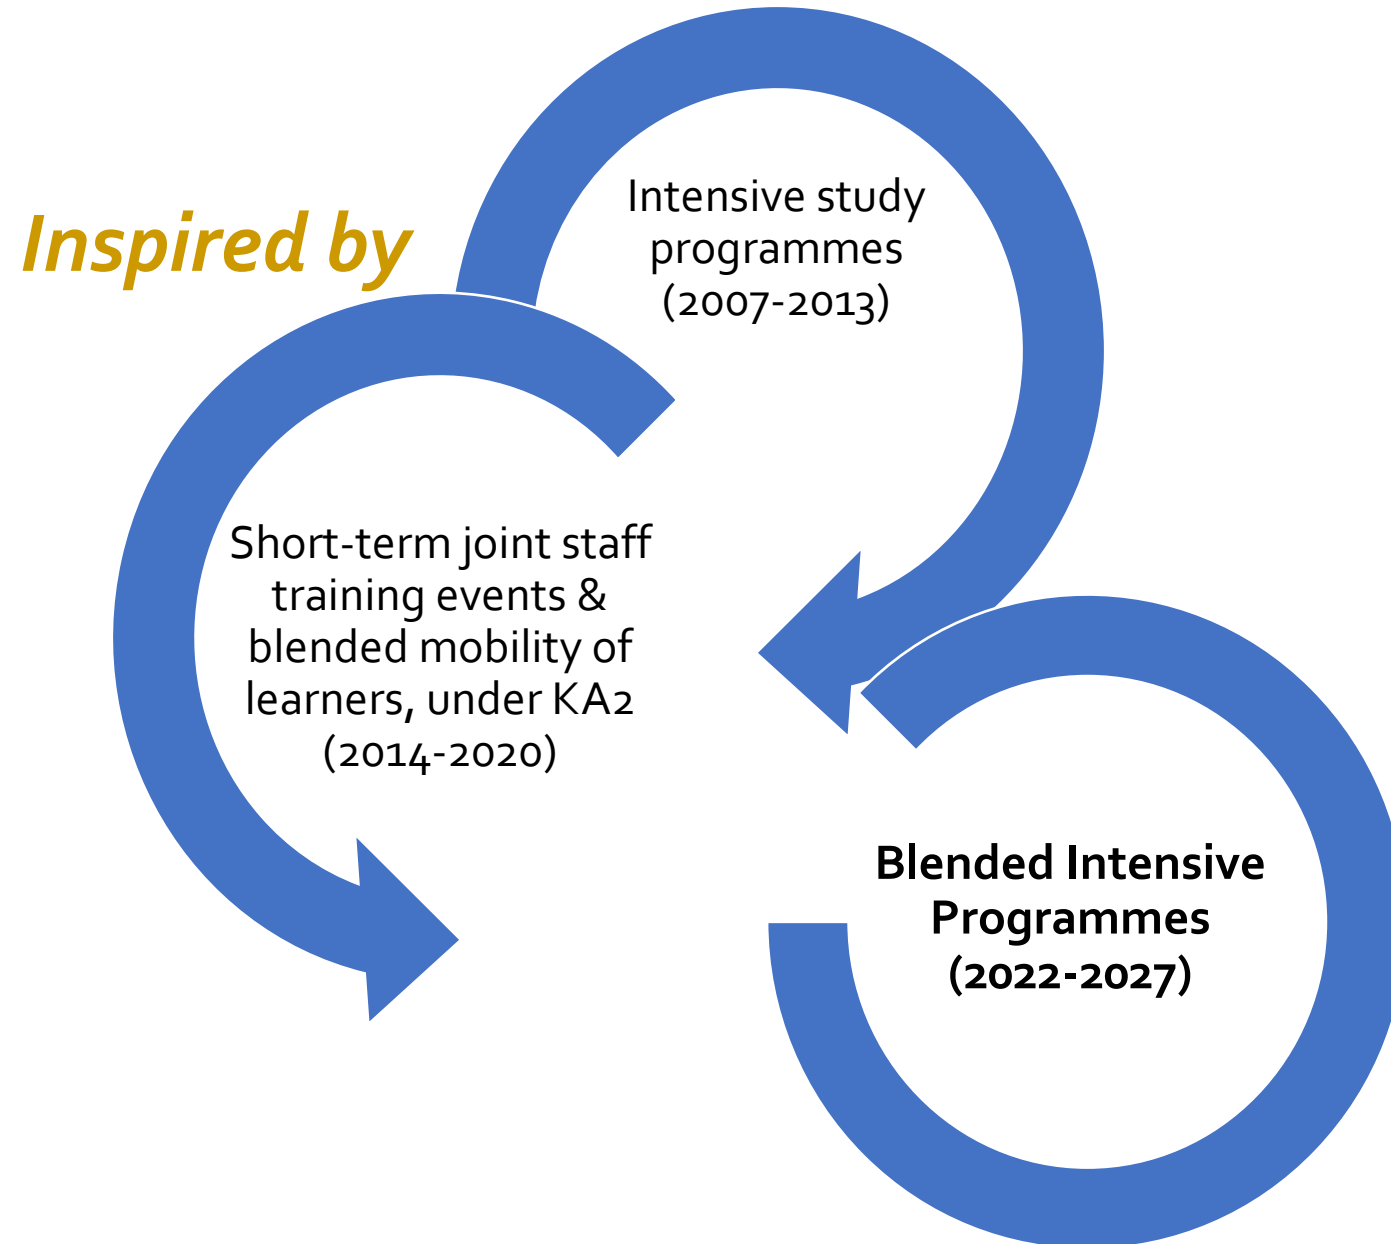 Inspired by
Intensive study
programmes
(2007-2013)
Short-term joint staff
training events &
blended mobility of
learners, under KA2
(2014-2020)
Blended Intensive
Programmes
(2022-2027)